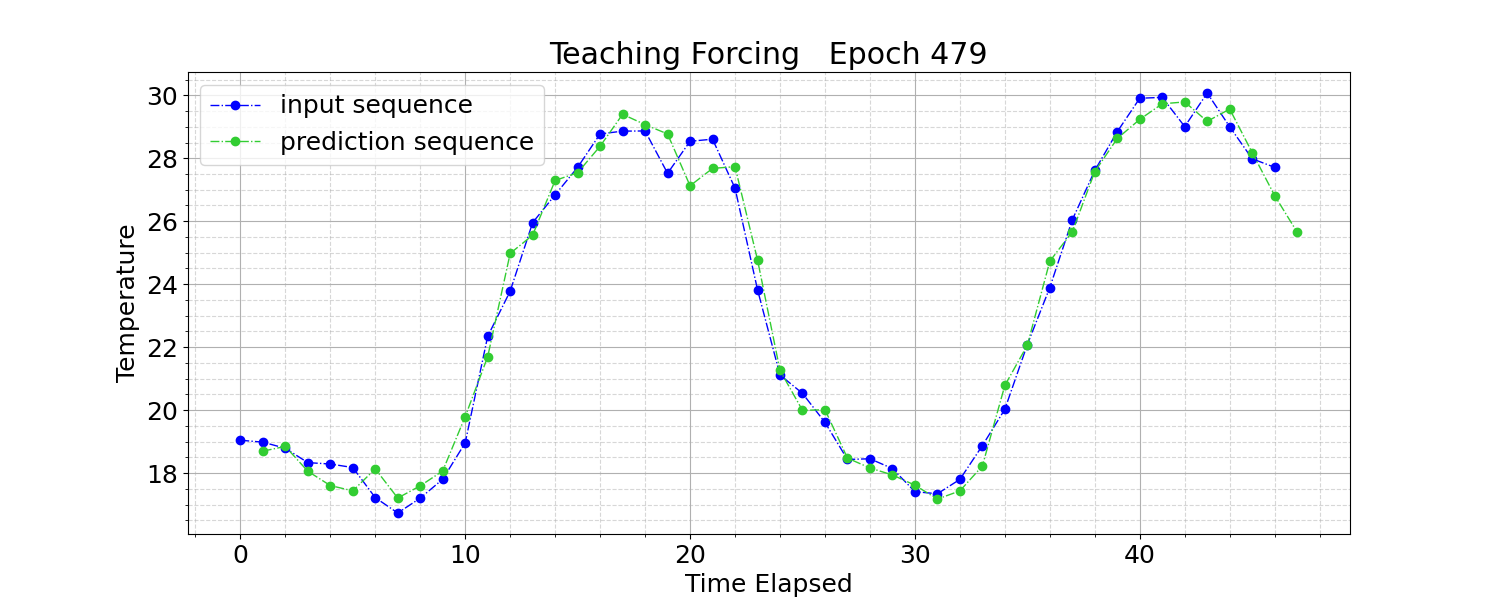 Teaching Forcing   Epoch 479
input sequence
prediction sequence
30
28
26
24
22
20
18
Temperature
0 10 20 30 40
Time Elapsed